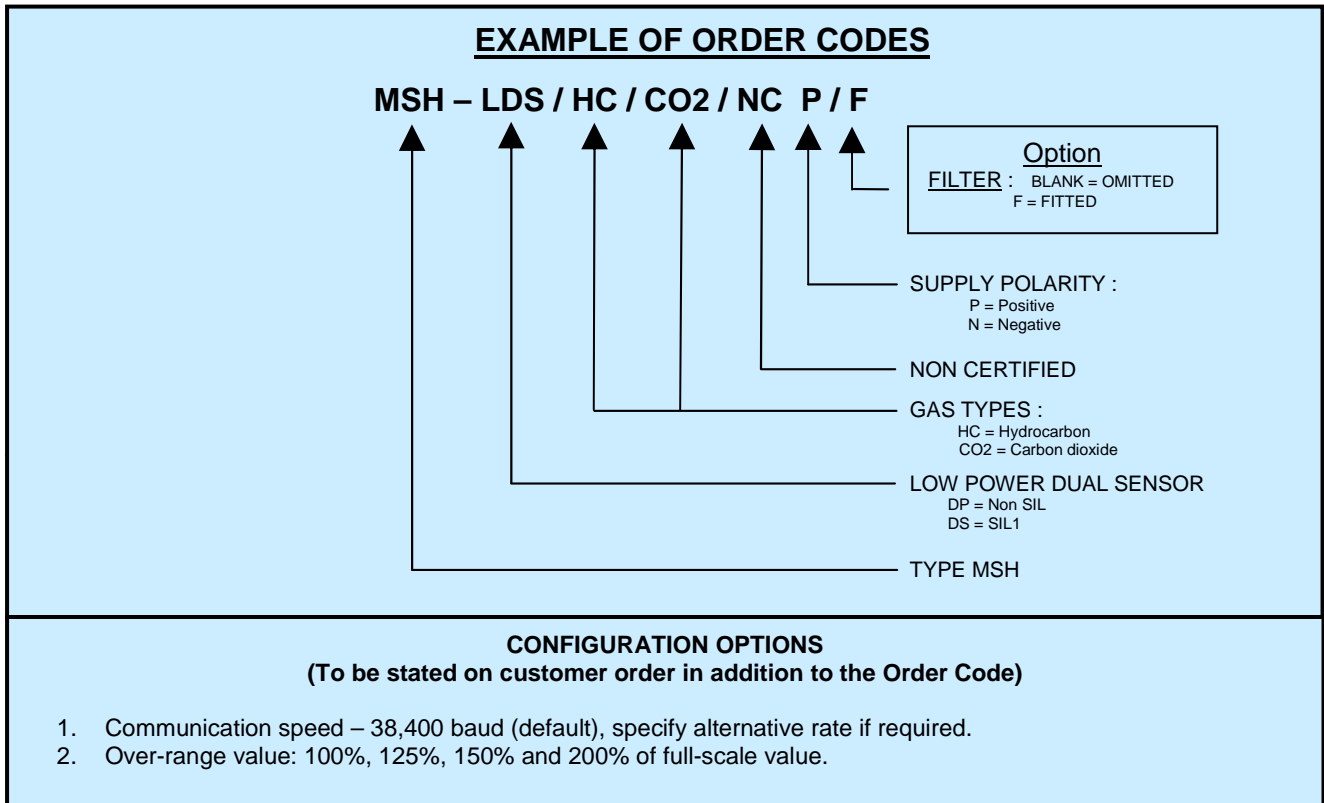 EXAMPLE OF ORDER CODES
MSH – LDS / HC / CO2 / NC P / F
Option
FILTER : BLANK = OMITTED
F = FITTED
SUPPLY POLARITY :
P = Positive
N = Negative
NON CERTIFIED
GAS TYPES :
HC = Hydrocarbon
CO2 = Carbon dioxide
LOW POWER DUAL SENSOR
DP = Non SIL
DS = SIL1
TYPE MSH
CONFIGURATION OPTIONS
(To be stated on customer order in addition to the Order Code)
1. Communication speed – 38,400 baud (default), specify alternative rate if required.
2. Over-range value: 100%, 125%, 150% and 200% of full-scale value.